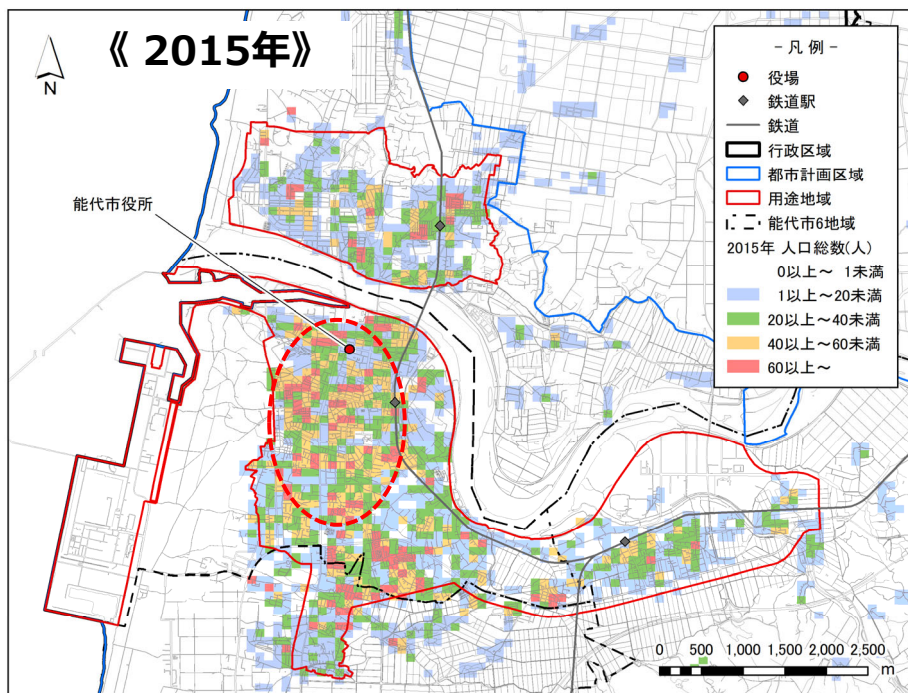 《 2015年》
N
能代市役所
- 凡 例 -
役場
鉄道駅
鉄道
行政区域
都市計画区域
用途地域
能代市6地域
2015年 人口総数(人)
0以上~ 1未満
1以上~20未満
20以上~40未満
40以上~60未満
60以上~
0 500 1,000 1,500 2,000 2,500
m